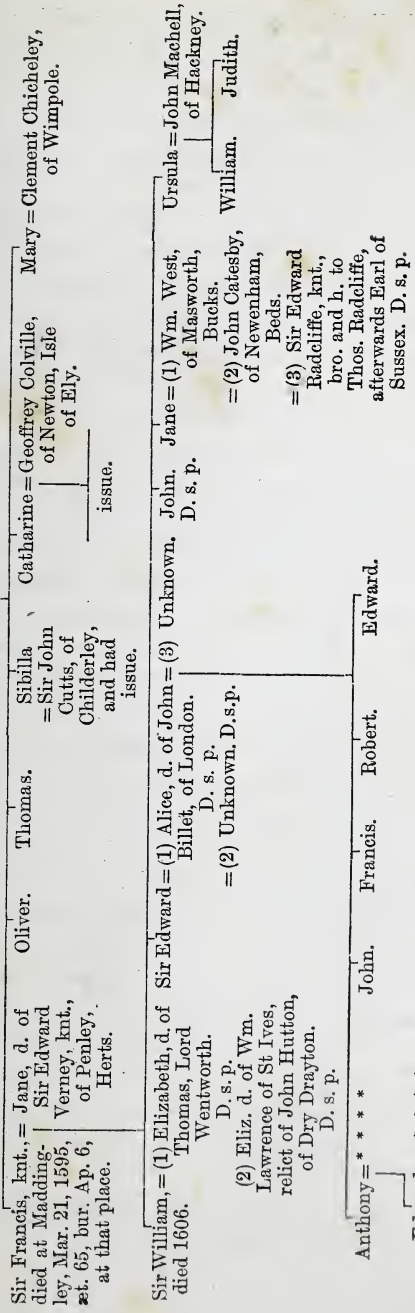 Sir Francis, knt., = Jane, d. of
died at Madding- Sir Edward
ley, Mar. 21, 1595, Verney, knt.,
æt. 65, bur. Ap. 6, of Penley,
at that place. Herts.
Oliver.
Thomas.
Sibilla
= Sir John
Cutts, of
Childerley,
and had
issue.
Catharine = Geoffrey Colville,
of Newton, Isle
of Ely.
issue.
Mary = Clement Chicheley,
of Wimpole.
Sir William, = (1) Elizabeth, d. of
died 1606. Thomas, Lord
Wentworth.
D. s. p.
(2) Eliz. d. of Wm.
Lawrence of St Ives,
relict of John Hutton,
of Dry Drayton.
D. s. p.
Sir Edward = (1) Alice, d. of John = (3) Unknown.
Billet, of London.
D. s. p.
= (2) Unknown. D.s.p.
John.
D. s. p.
Jane = (1) Wm. West,
of Masworth,
Bucks.
= (2) John Catesby,
of Newenham,
Beds.
= (3) Sir Edward
Radcliffe, knt.,
bro. and h. to
Thos. Radcliffe,
afterwards Earl of
Sussex. D. s. p.
Ursula = John Machell,
of Hackney.
William. Judith.
Anthony = * * * *
John.
Francis.
Robert.
Edward.